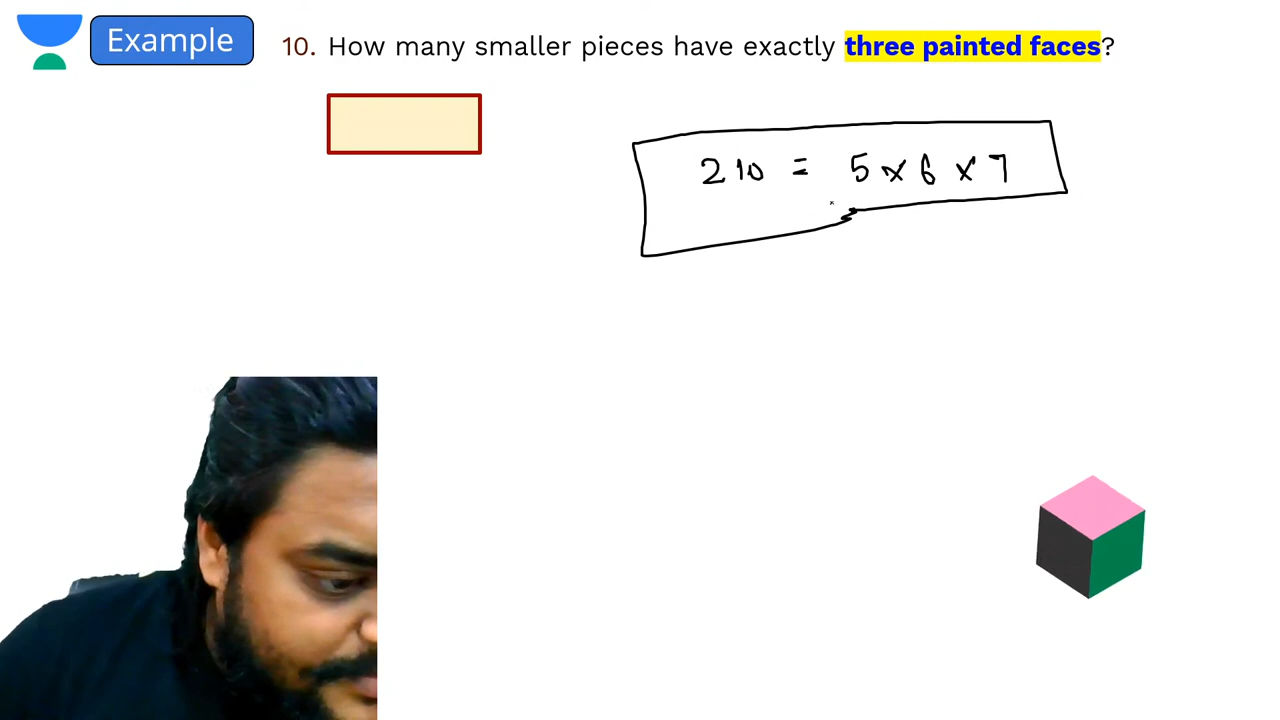 Example
10. How many smaller pieces have exactly three painted faces?
210 = 5 x 6 x 7